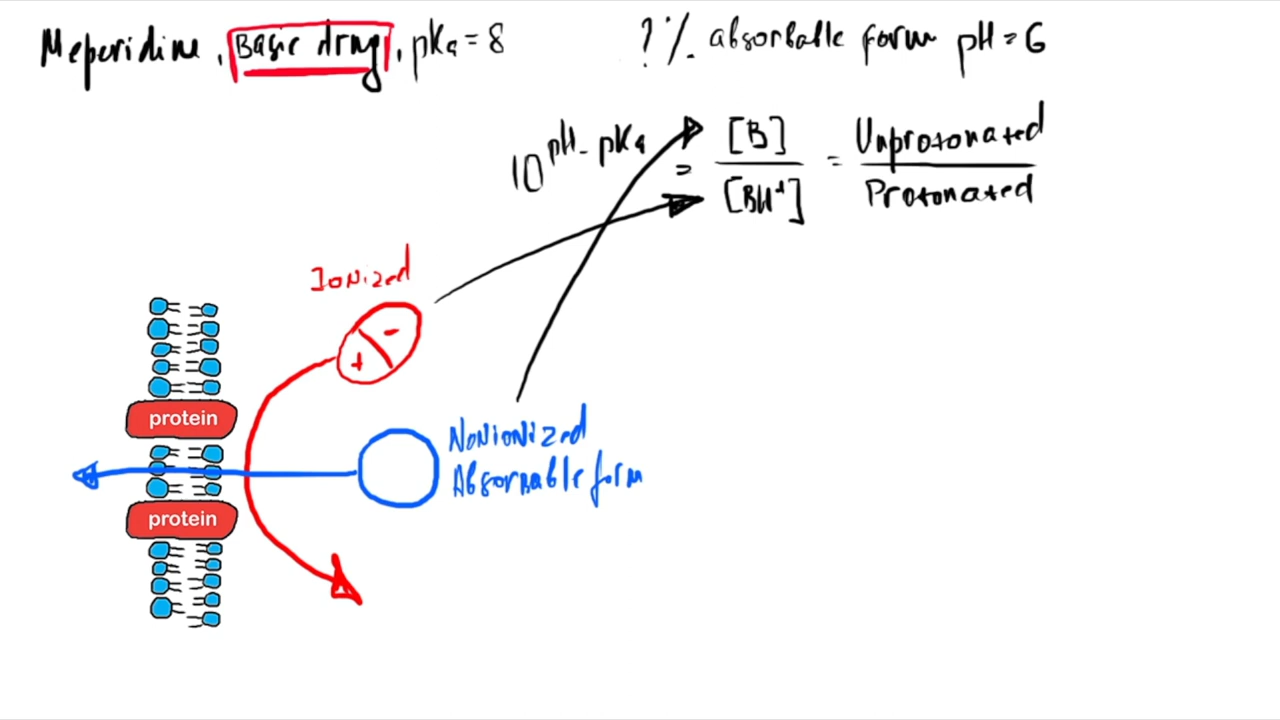 Meperidine, Basic drug, pKa = 8
? % absorbable form pH = 6
10^pH - pKa = [B] / [BH+] = Unprotonated / Protonated
Ionized
+ -
protein
Nonionized
Absorbable form
protein